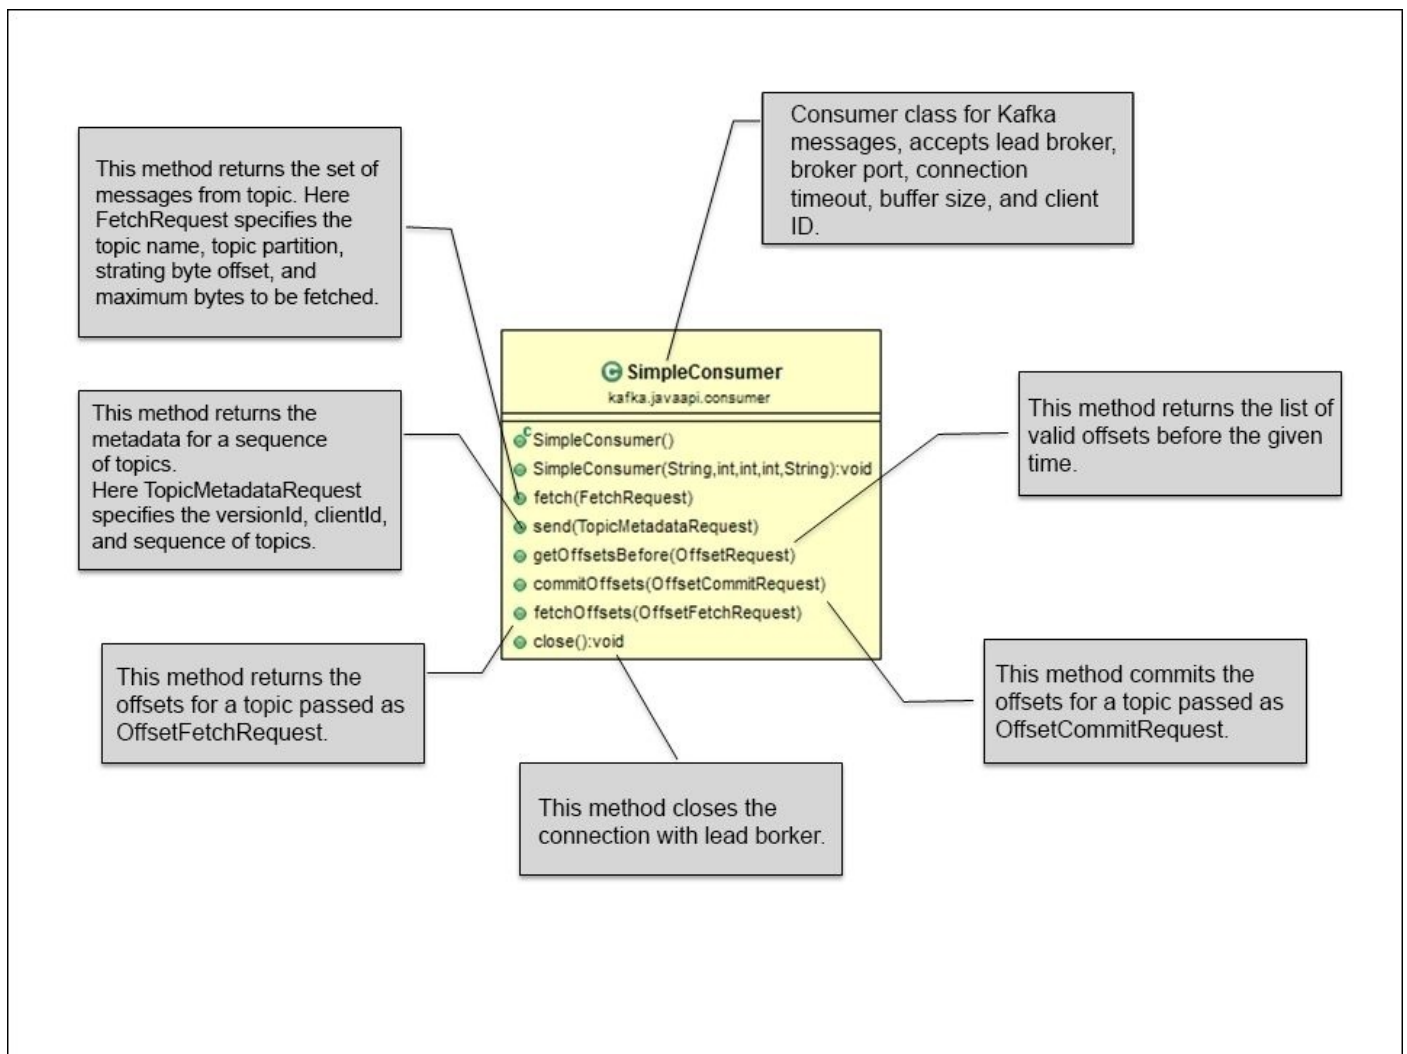 Consumer class for Kafka
messages, accepts lead broker,
broker port, connection
timeout, buffer size, and client
ID.
This method returns the set of
messages from topic. Here
FetchRequest specifies the
topic name, topic partition,
strating byte offset, and
maximum bytes to be fetched.
SimpleConsumer
kafka.javaapi.consumer
SimpleConsumer()
SimpleConsumer(String,int,int,int,String):void
fetch(FetchRequest)
send(TopicMetadataRequest)
getOffsetsBefore(OffsetRequest)
commitOffsets(OffsetCommitRequest)
fetchOffsets(OffsetFetchRequest)
close():void
This method returns the
metadata for a sequence
of topics.
Here TopicMetadataRequest
specifies the versionId, clientId,
and sequence of topics.
This method returns the list of
valid offsets before the given
time.
This method returns the
offsets for a topic passed as
OffsetFetchRequest.
This method commits the
offsets for a topic passed as
OffsetCommitRequest.
This method closes the
connection with lead borker.